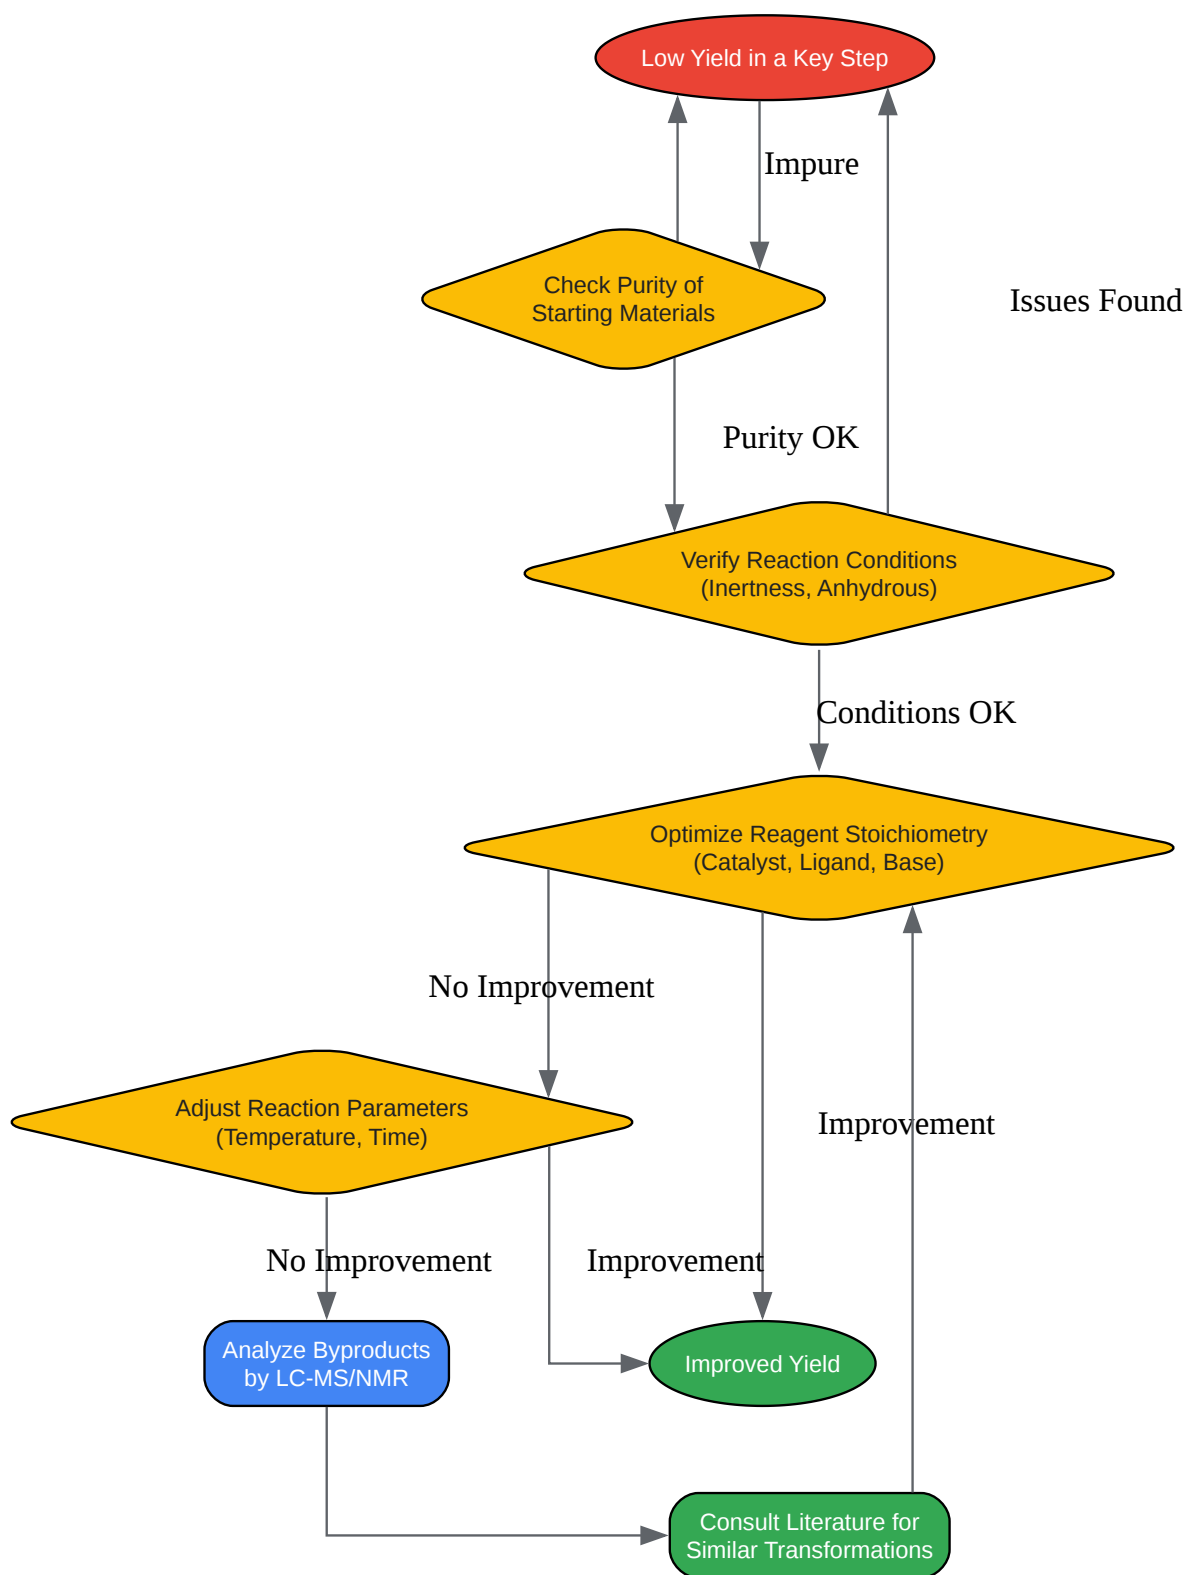 Low Yield in a Key Step
Impure
Check Purity of
Starting Materials
Issues Found
Purity OK
Verify Reaction Conditions
(Inertness, Anhydrous)
Conditions OK
Optimize Reagent Stoichiometry
(Catalyst, Ligand, Base)
No Improvement
Adjust Reaction Parameters
(Temperature, Time)
Improvement
No Improvement
Improvement
Analyze Byproducts
by LC-MS/NMR
Improved Yield
Consult Literature for
Similar Transformations